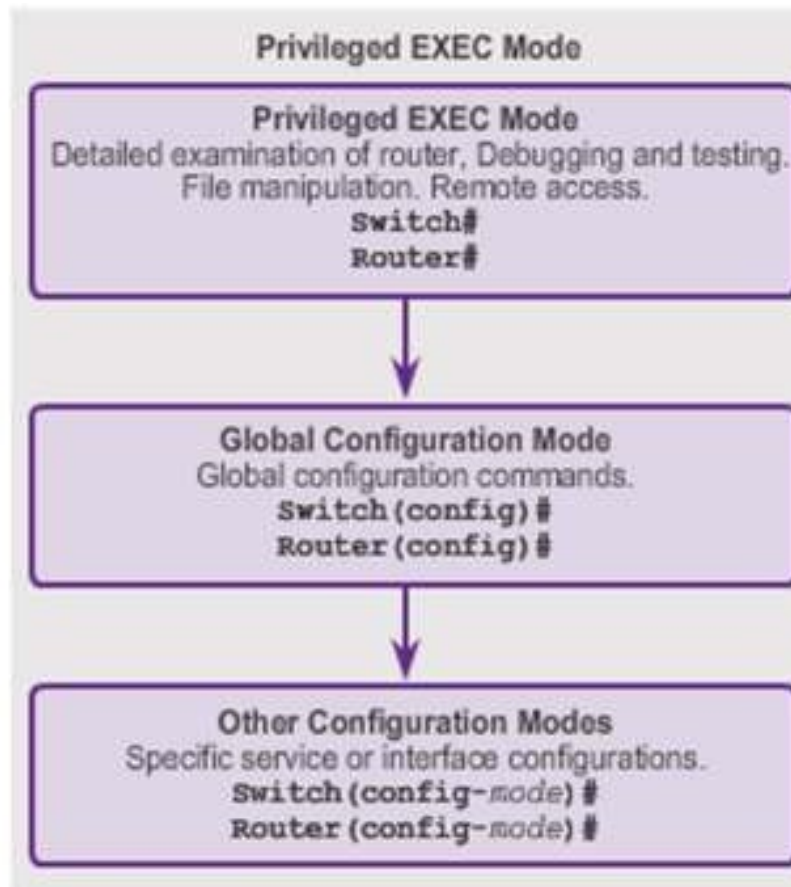 Privileged EXEC Mode
Privileged EXEC Mode
Detailed examination of router, Debugging and testing.
File manipulation. Remote access.
Switch#
Router#
Global Configuration Mode
Global configuration commands.
Switch(config)#
Router(config)#
Other Configuration Modes
Specific service or interface configurations.
Switch(config-mode)#
Router(config-mode)#